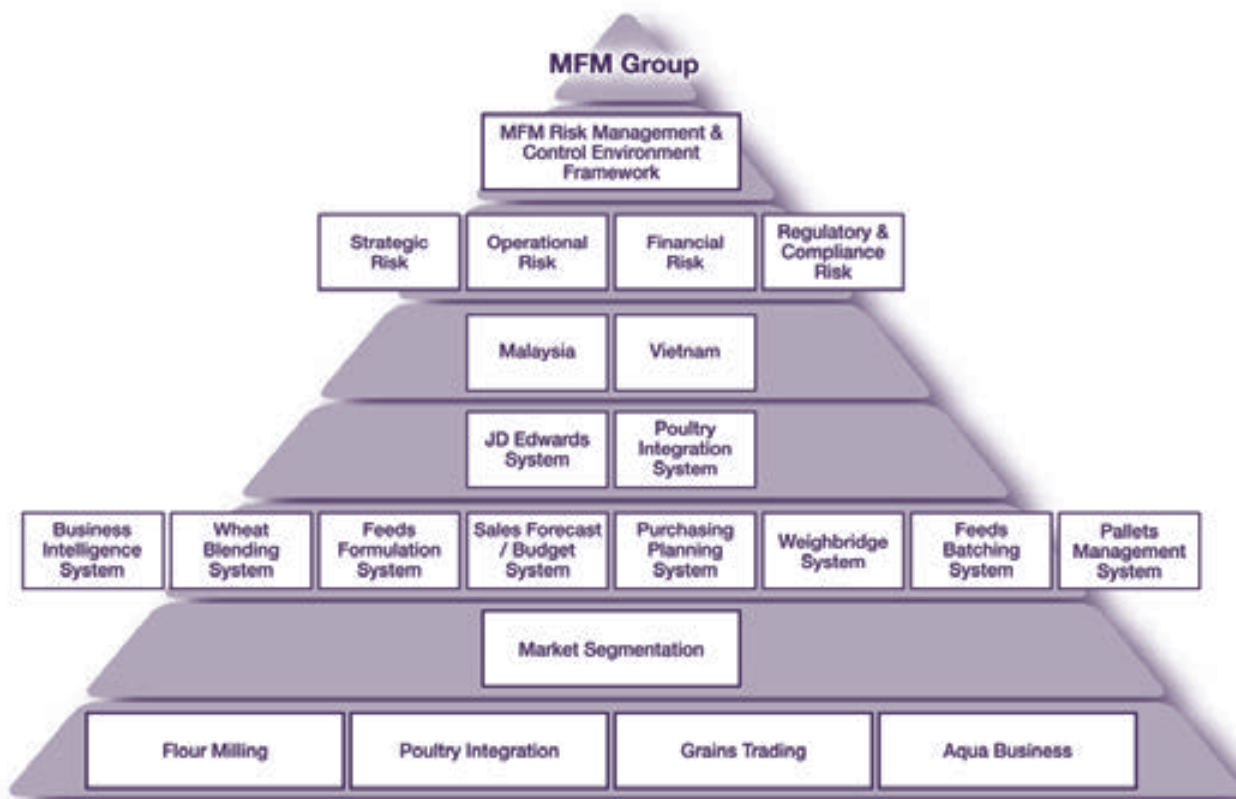 MFM Group
MFM Risk Management &
Control Environment
Framework
Strategic
Risk
Operational
Risk
Financial
Risk
Regulatory &
Compliance
Risk
Malaysia
Vietnam
JD Edwards
System
Poultry
Integration
System
Business
Intelligence
System
Wheat
Blending
System
Feeds
Formulation
System
Sales Forecast
/ Budget
System
Purchasing
Planning
System
Weighbridge
System
Feeds
Batching
System
Pallets
Management
System
Market Segmentation
Flour Milling
Poultry Integration
Grains Trading
Aqua Business